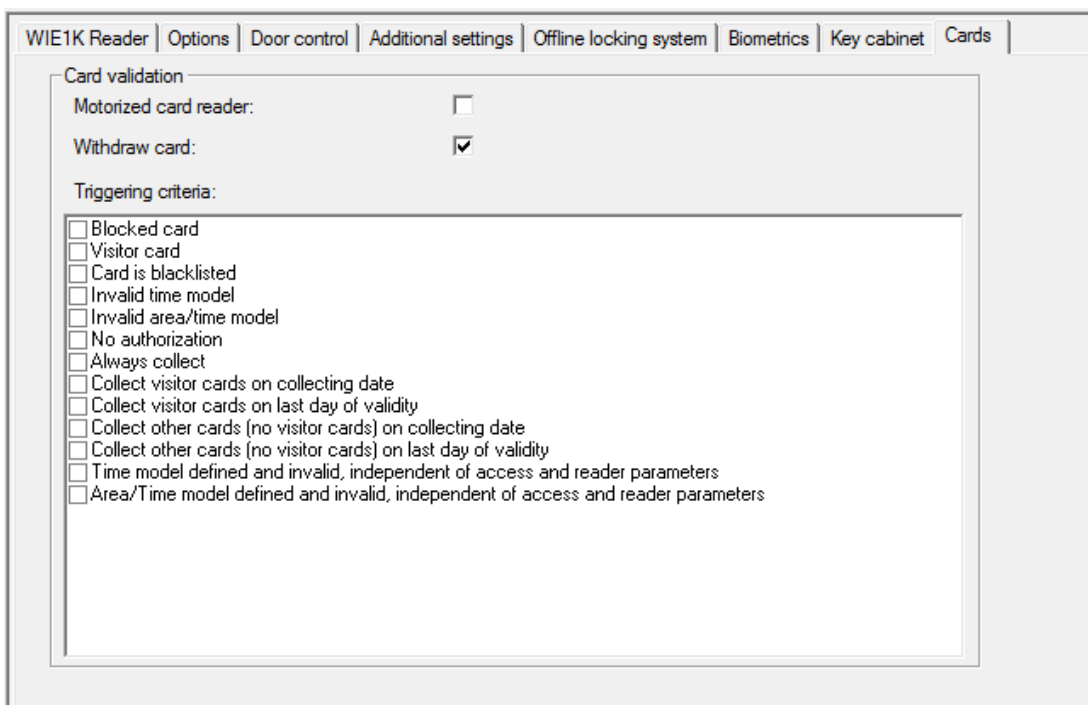 WIE1K Reader Options Door control Additional settings Offline locking system Biometrics Key cabinet Cards
Card validation
Motorized card reader:
Withdraw card:
Triggering criteria:
Blocked card
Visitor card
Card is blacklisted
Invalid time model
Invalid area/time model
No authorization
Always collect
Collect visitor cards on collecting date
Collect visitor cards on last day of validity
Collect other cards (no visitor cards) on collecting date
Collect other cards (no visitor cards) on last day of validity
Time model defined and invalid, independent of access and reader parameters
Area/Time model defined and invalid, independent of access and reader parameters